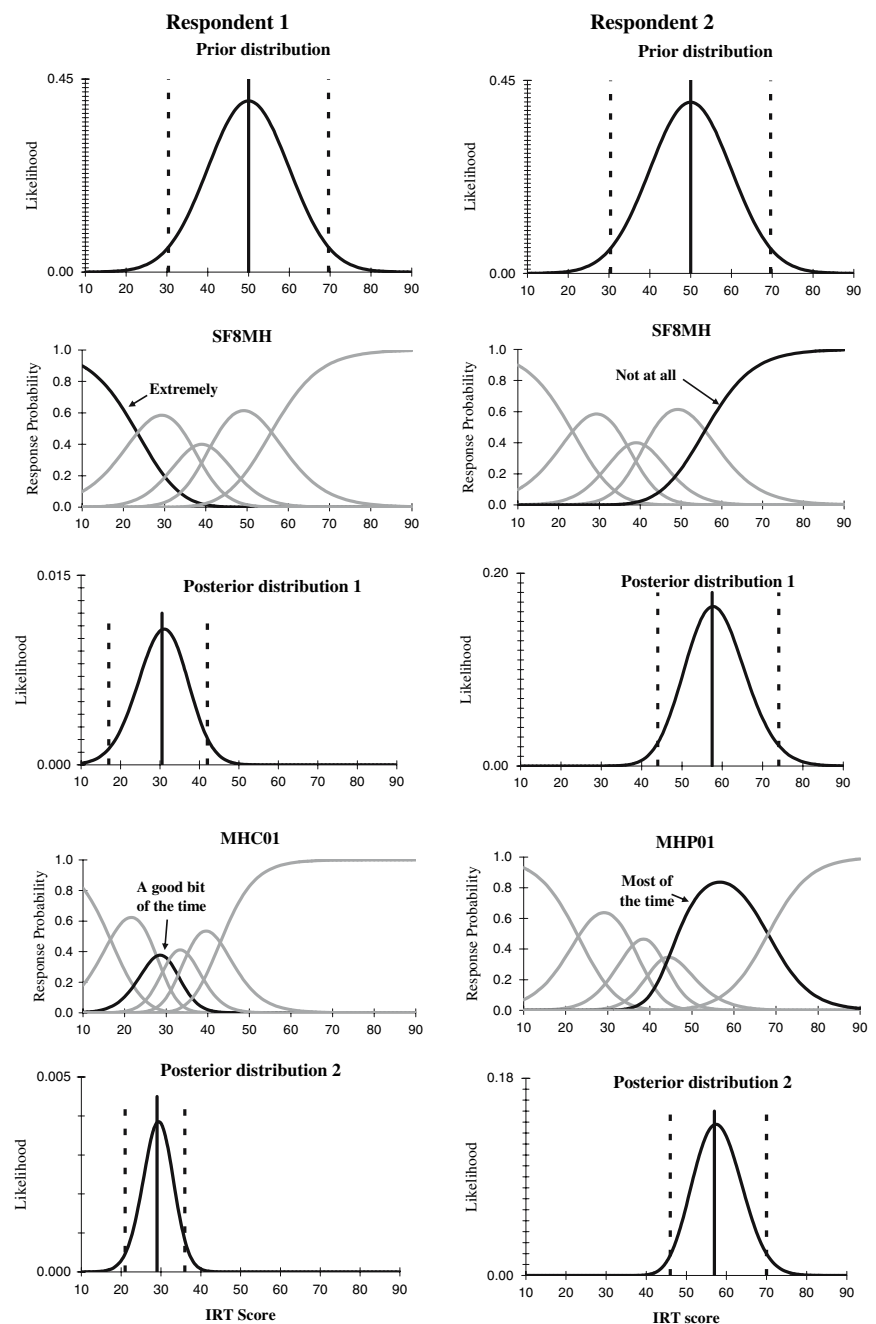 Respondent 1
Respondent 2
Prior distribution
Prior distribution
0.45
Likelihood
0.00
10 20 30 40 50 60 70 80 90
0.45
Likelihood
0.00
10 20 30 40 50 60 70 80 90
SF8MH
1.0
0.8
0.6
0.4
0.2
0.0
Response Probability
Extremely
10 20 30 40 50 60 70 80 90
SF8MH
1.0
0.8
0.6
0.4
0.2
0.0
Response Probability
Not at all
10 20 30 40 50 60 70 80 90
Posterior distribution 1
0.015
Likelihood
0.000
10 20 30 40 50 60 70 80 90
Posterior distribution 1
0.20
Likelihood
0.00
10 20 30 40 50 60 70 80 90
MHC01
1.0
0.8
0.6
0.4
0.2
0.0
Response Probability
A good bit
of the time
10 20 30 40 50 60 70 80 90
MHP01
1.0
0.8
0.6
0.4
0.2
0.0
Response Probability
Most of
the time
10 20 30 40 50 60 70 80 90
Posterior distribution 2
0.005
Likelihood
0.000
10 20 30 40 50 60 70 80 90
IRT Score
Posterior distribution 2
0.18
Likelihood
0.00
10 20 30 40 50 60 70 80 90
IRT score